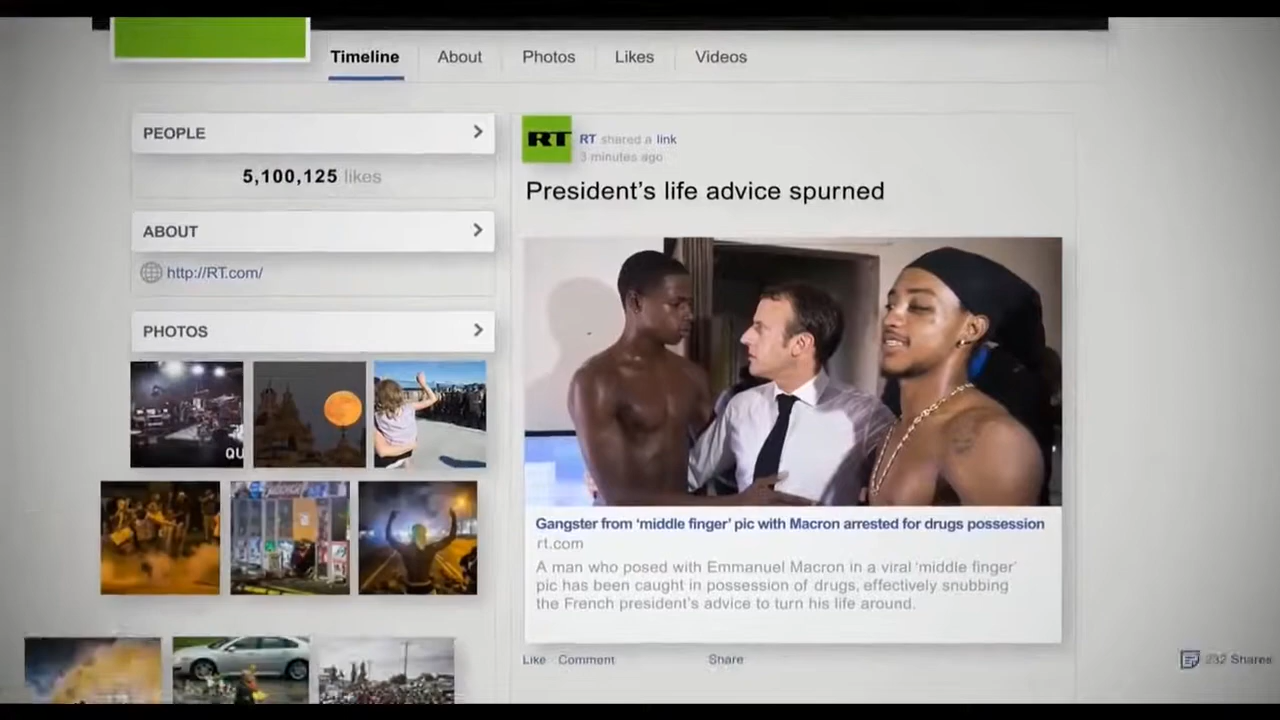 Timeline
About
Photos
Likes
Videos
PEOPLE
5,100,125 likes
ABOUT
http://RT.com/
PHOTOS
QU
RT
RT shared a link
3 minutes ago
President's life advice spurned
Gangster from 'middle finger' pic with Macron arrested for drugs possession
rt.com
A man who posed with Emmanuel Macron in a viral 'middle finger'
pic has been caught in possession of drugs, effectively snubbing
the French president's advice to turn his life around.
Like Comment Share
232 Shares